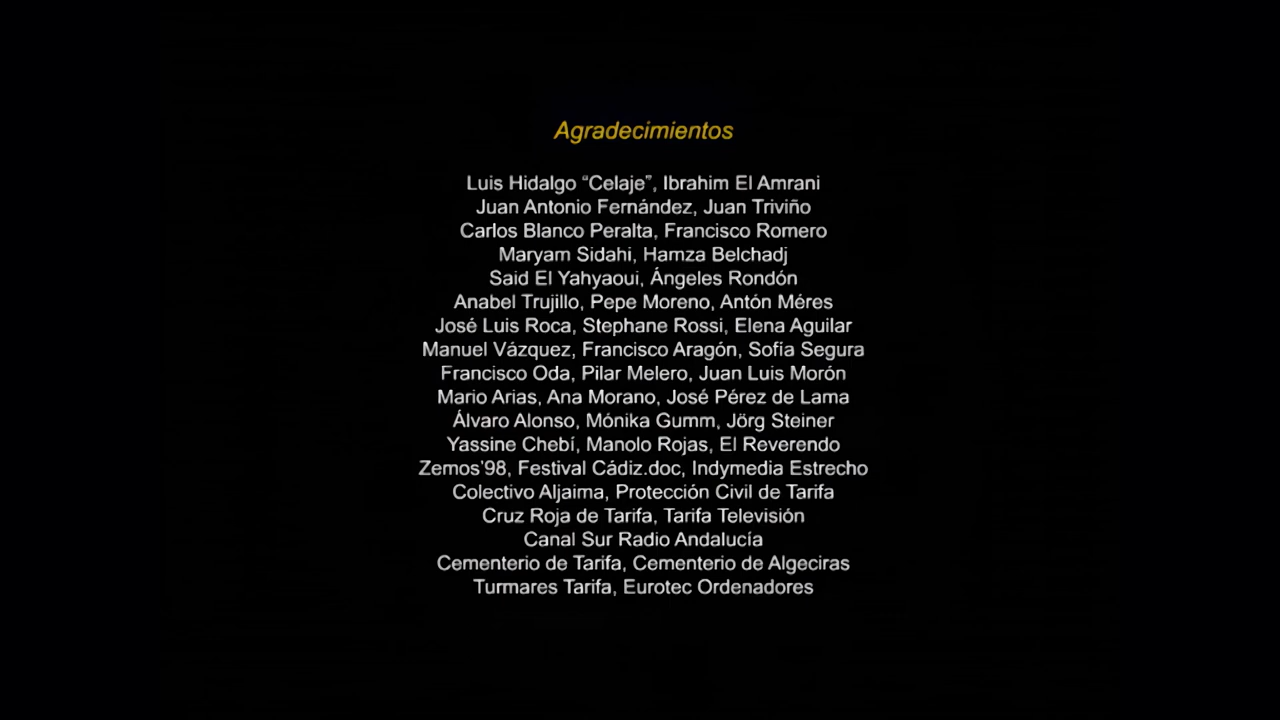 Agradecimientos
Luis Hidalgo “Celaje”, Ibrahim El Amrani
Juan Antonio Fernández, Juan Triviño
Carlos Blanco Peralta, Francisco Romero
Maryam Sidahi, Hamza Belchadj
Said El Yahyaoui, Ángeles Rondón
Anabel Trujillo, Pepe Moreno, Antón Méres
José Luis Roca, Stephane Rossi, Elena Aguilar
Manuel Vázquez, Francisco Aragón, Sofía Segura
Francisco Oda, Pilar Melero, Juan Luis Morón
Mario Arias, Ana Morano, José Pérez de Lama
Álvaro Alonso, Mónika Gumm, Jörg Steiner
Yassine Chebí, Manolo Rojas, El Reverendo
Zemos’98, Festival Cádiz.doc, Indymedia Estrecho
Colectivo Aljaima, Protección Civil de Tarifa
Cruz Roja de Tarifa, Tarifa Televisión
Canal Sur Radio Andalucía
Cementerio de Tarifa, Cementerio de Algeciras
Turmares Tarifa, Eurotec Ordenadores